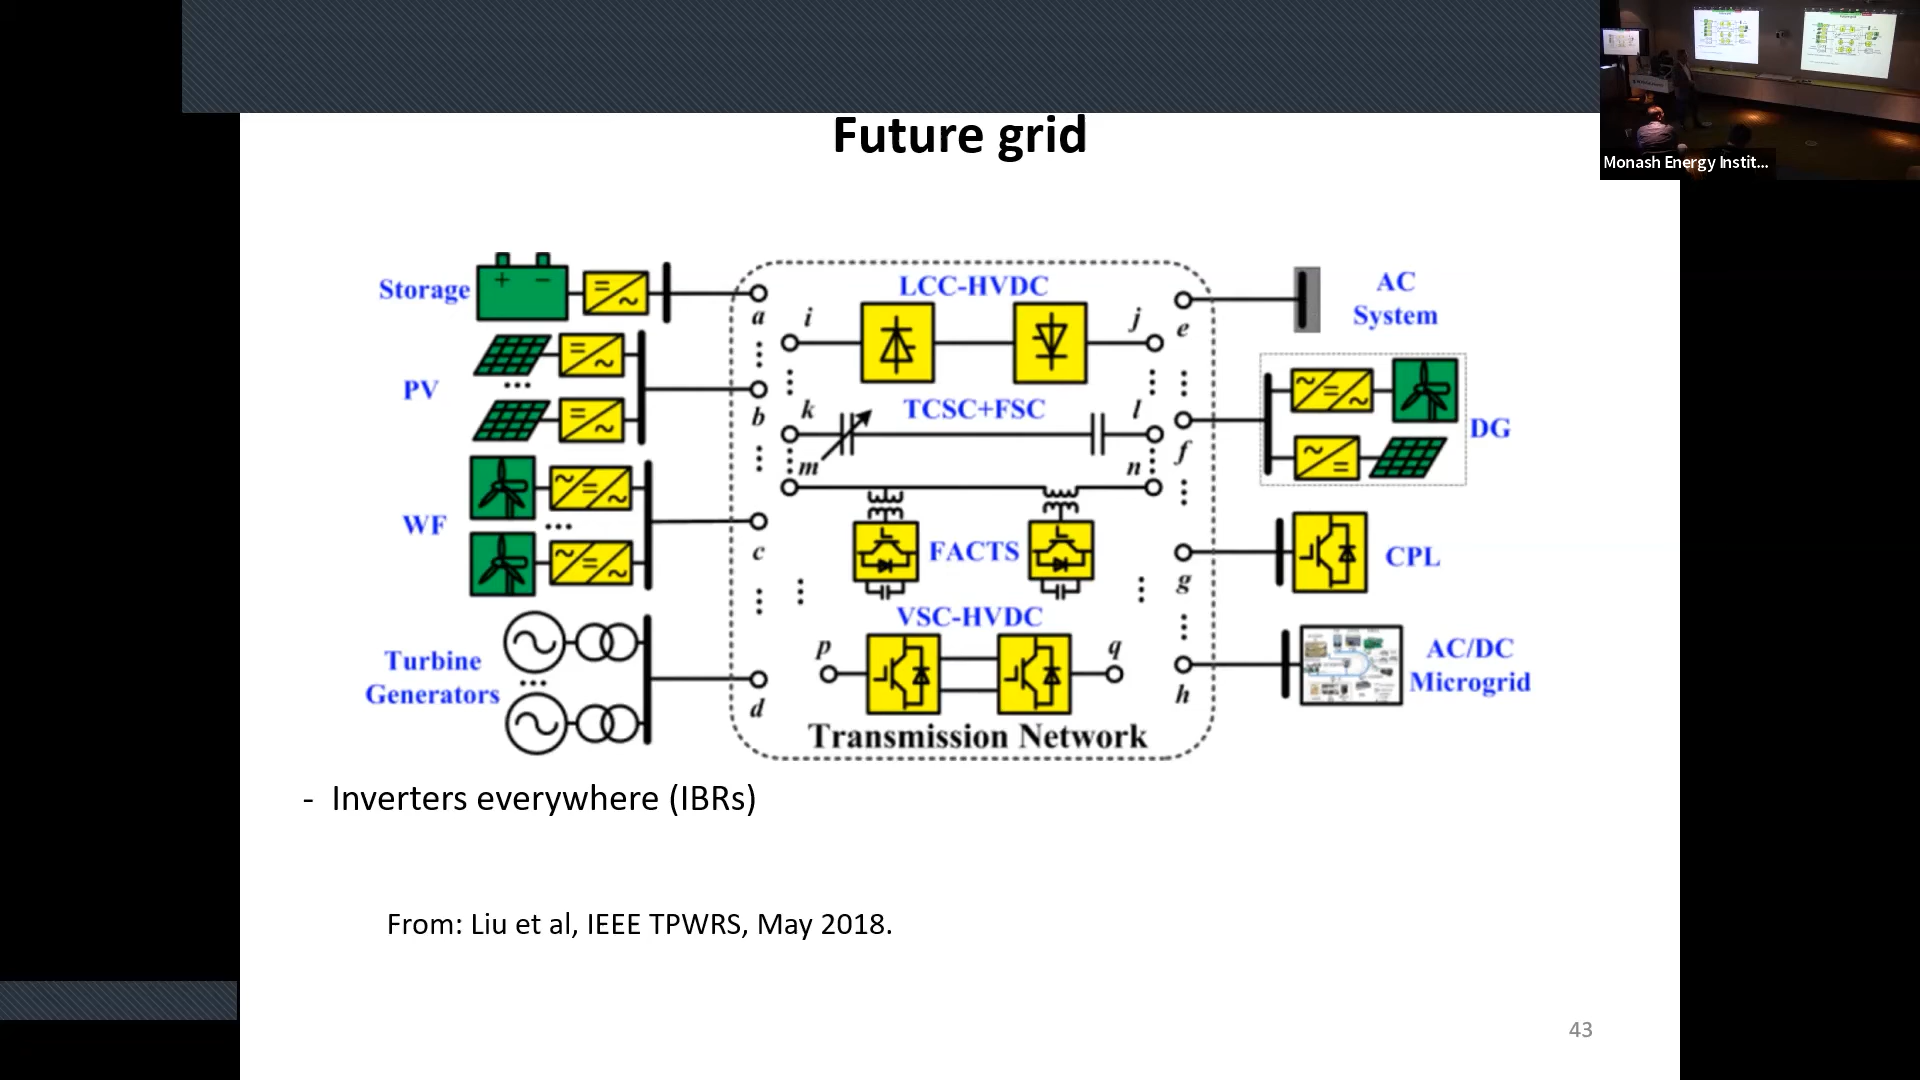 Future grid
Monash Energy Instit...
Storage
PV
WF
Turbine
Generators
a
b
c
d
i
LCC-HVDC
j
k
TCSC+FSC
l
m
n
FACTS
VSC-HVDC
p
q
Transmission Network
e
f
g
h
AC
System
DG
CPL
AC/DC
Microgrid
- Inverters everywhere (IBRs)
From: Liu et al, IEEE TPWRS, May 2018.
43